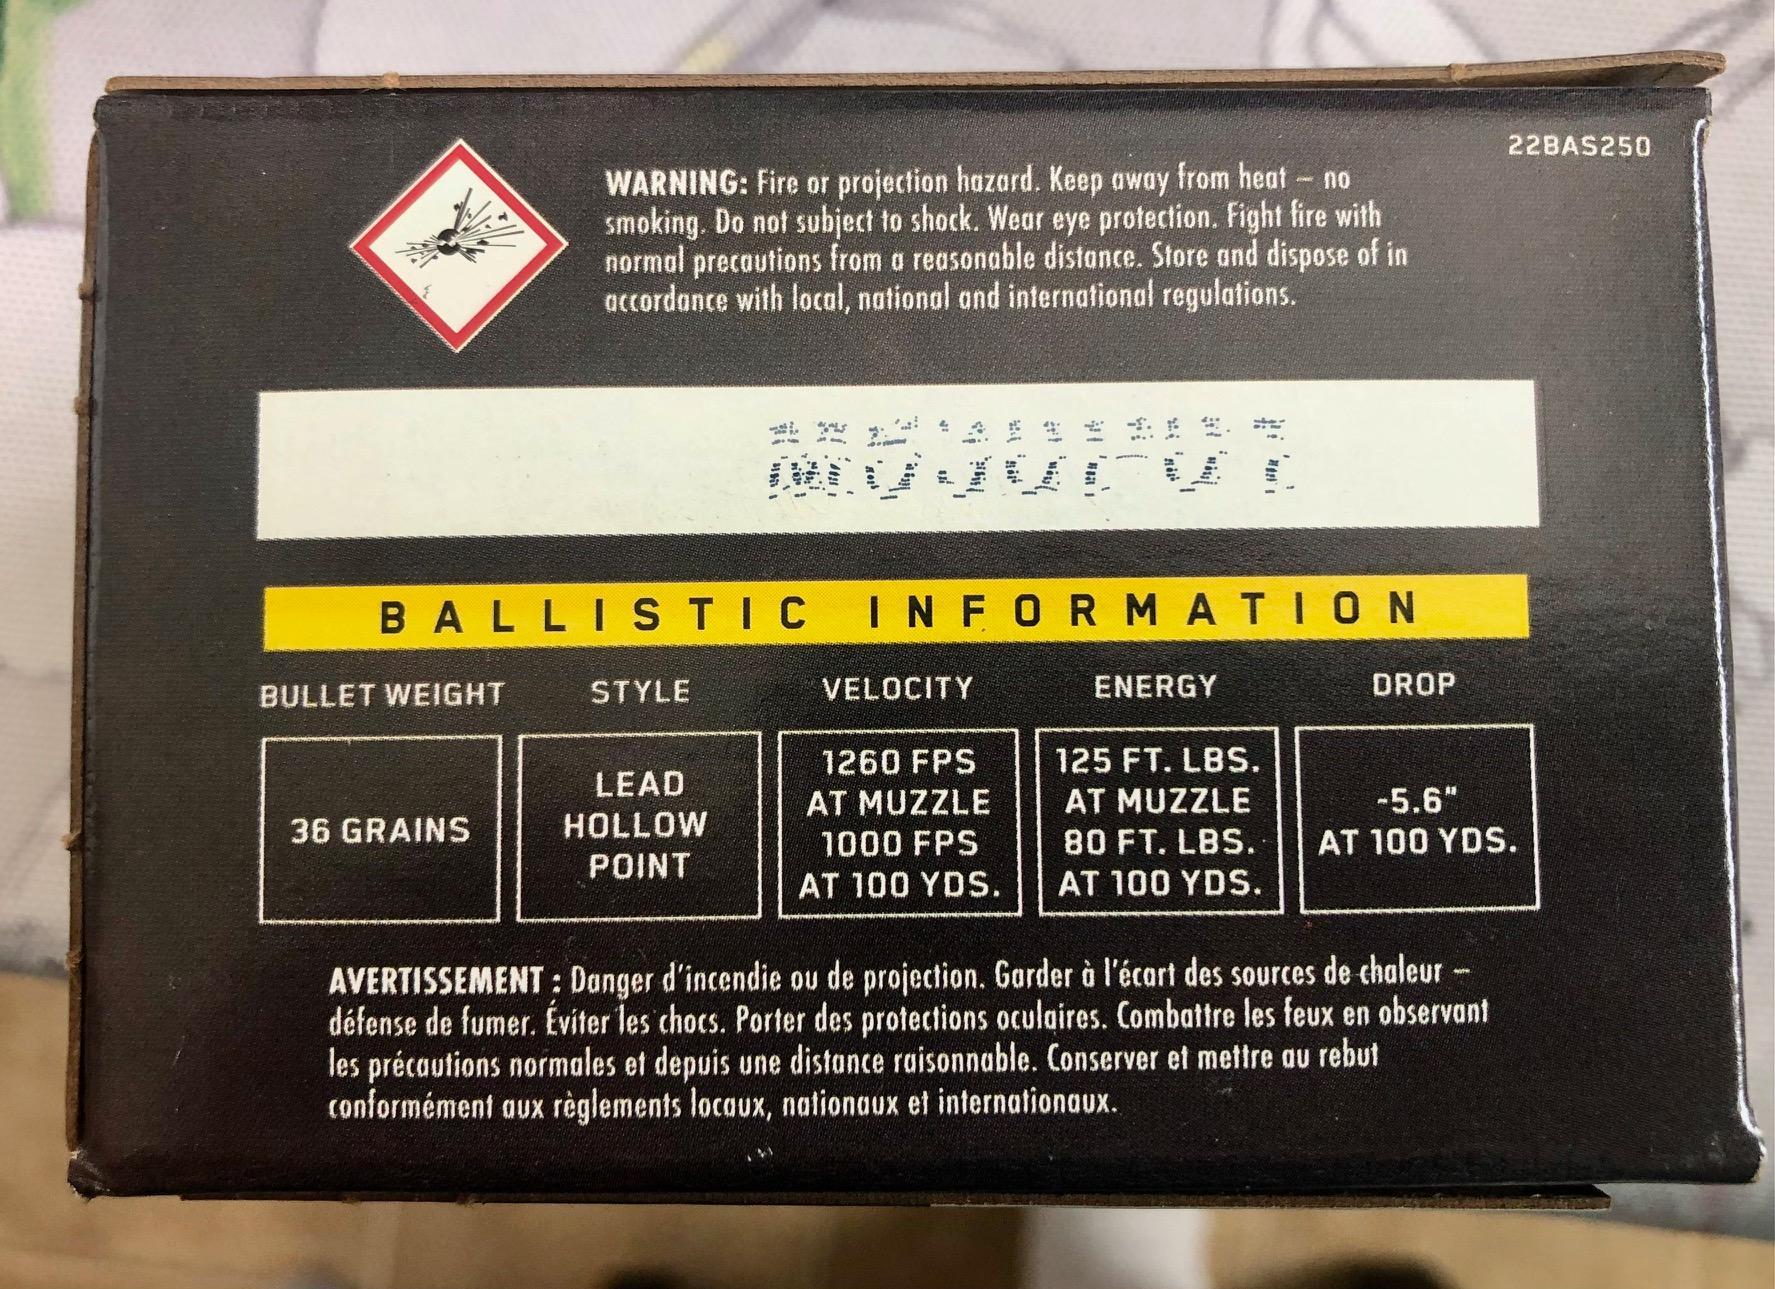 22BAS250
WARNING: Fire or projection hazard. Keep away from heat – no
smoking. Do not subject to shock. Wear eye protection. Fight fire with
normal precautions from a reasonable distance. Store and dispose of in
accordance with local, national and international regulations.
BALLISTIC INFORMATION
BULLET WEIGHT
36 GRAINS
STYLE
LEAD
HOLLOW
POINT
VELOCITY
1260 FPS
AT MUZZLE
1000 FPS
AT 100 YDS.
ENERGY
125 FT. LBS.
AT MUZZLE
80 FT. LBS.
AT 100 YDS.
DROP
-5.6"
AT 100 YDS.
AVERTISSEMENT : Danger d'incendie ou de projection. Garder à l'écart des sources de chaleur –
défense de fumer. Éviter les chocs. Porter des protections oculaires. Combattre les feux en observant
les précautions normales et depuis une distance raisonnable. Conserver et mettre au rebut
conformément aux règlements locaux, nationaux et internationaux.